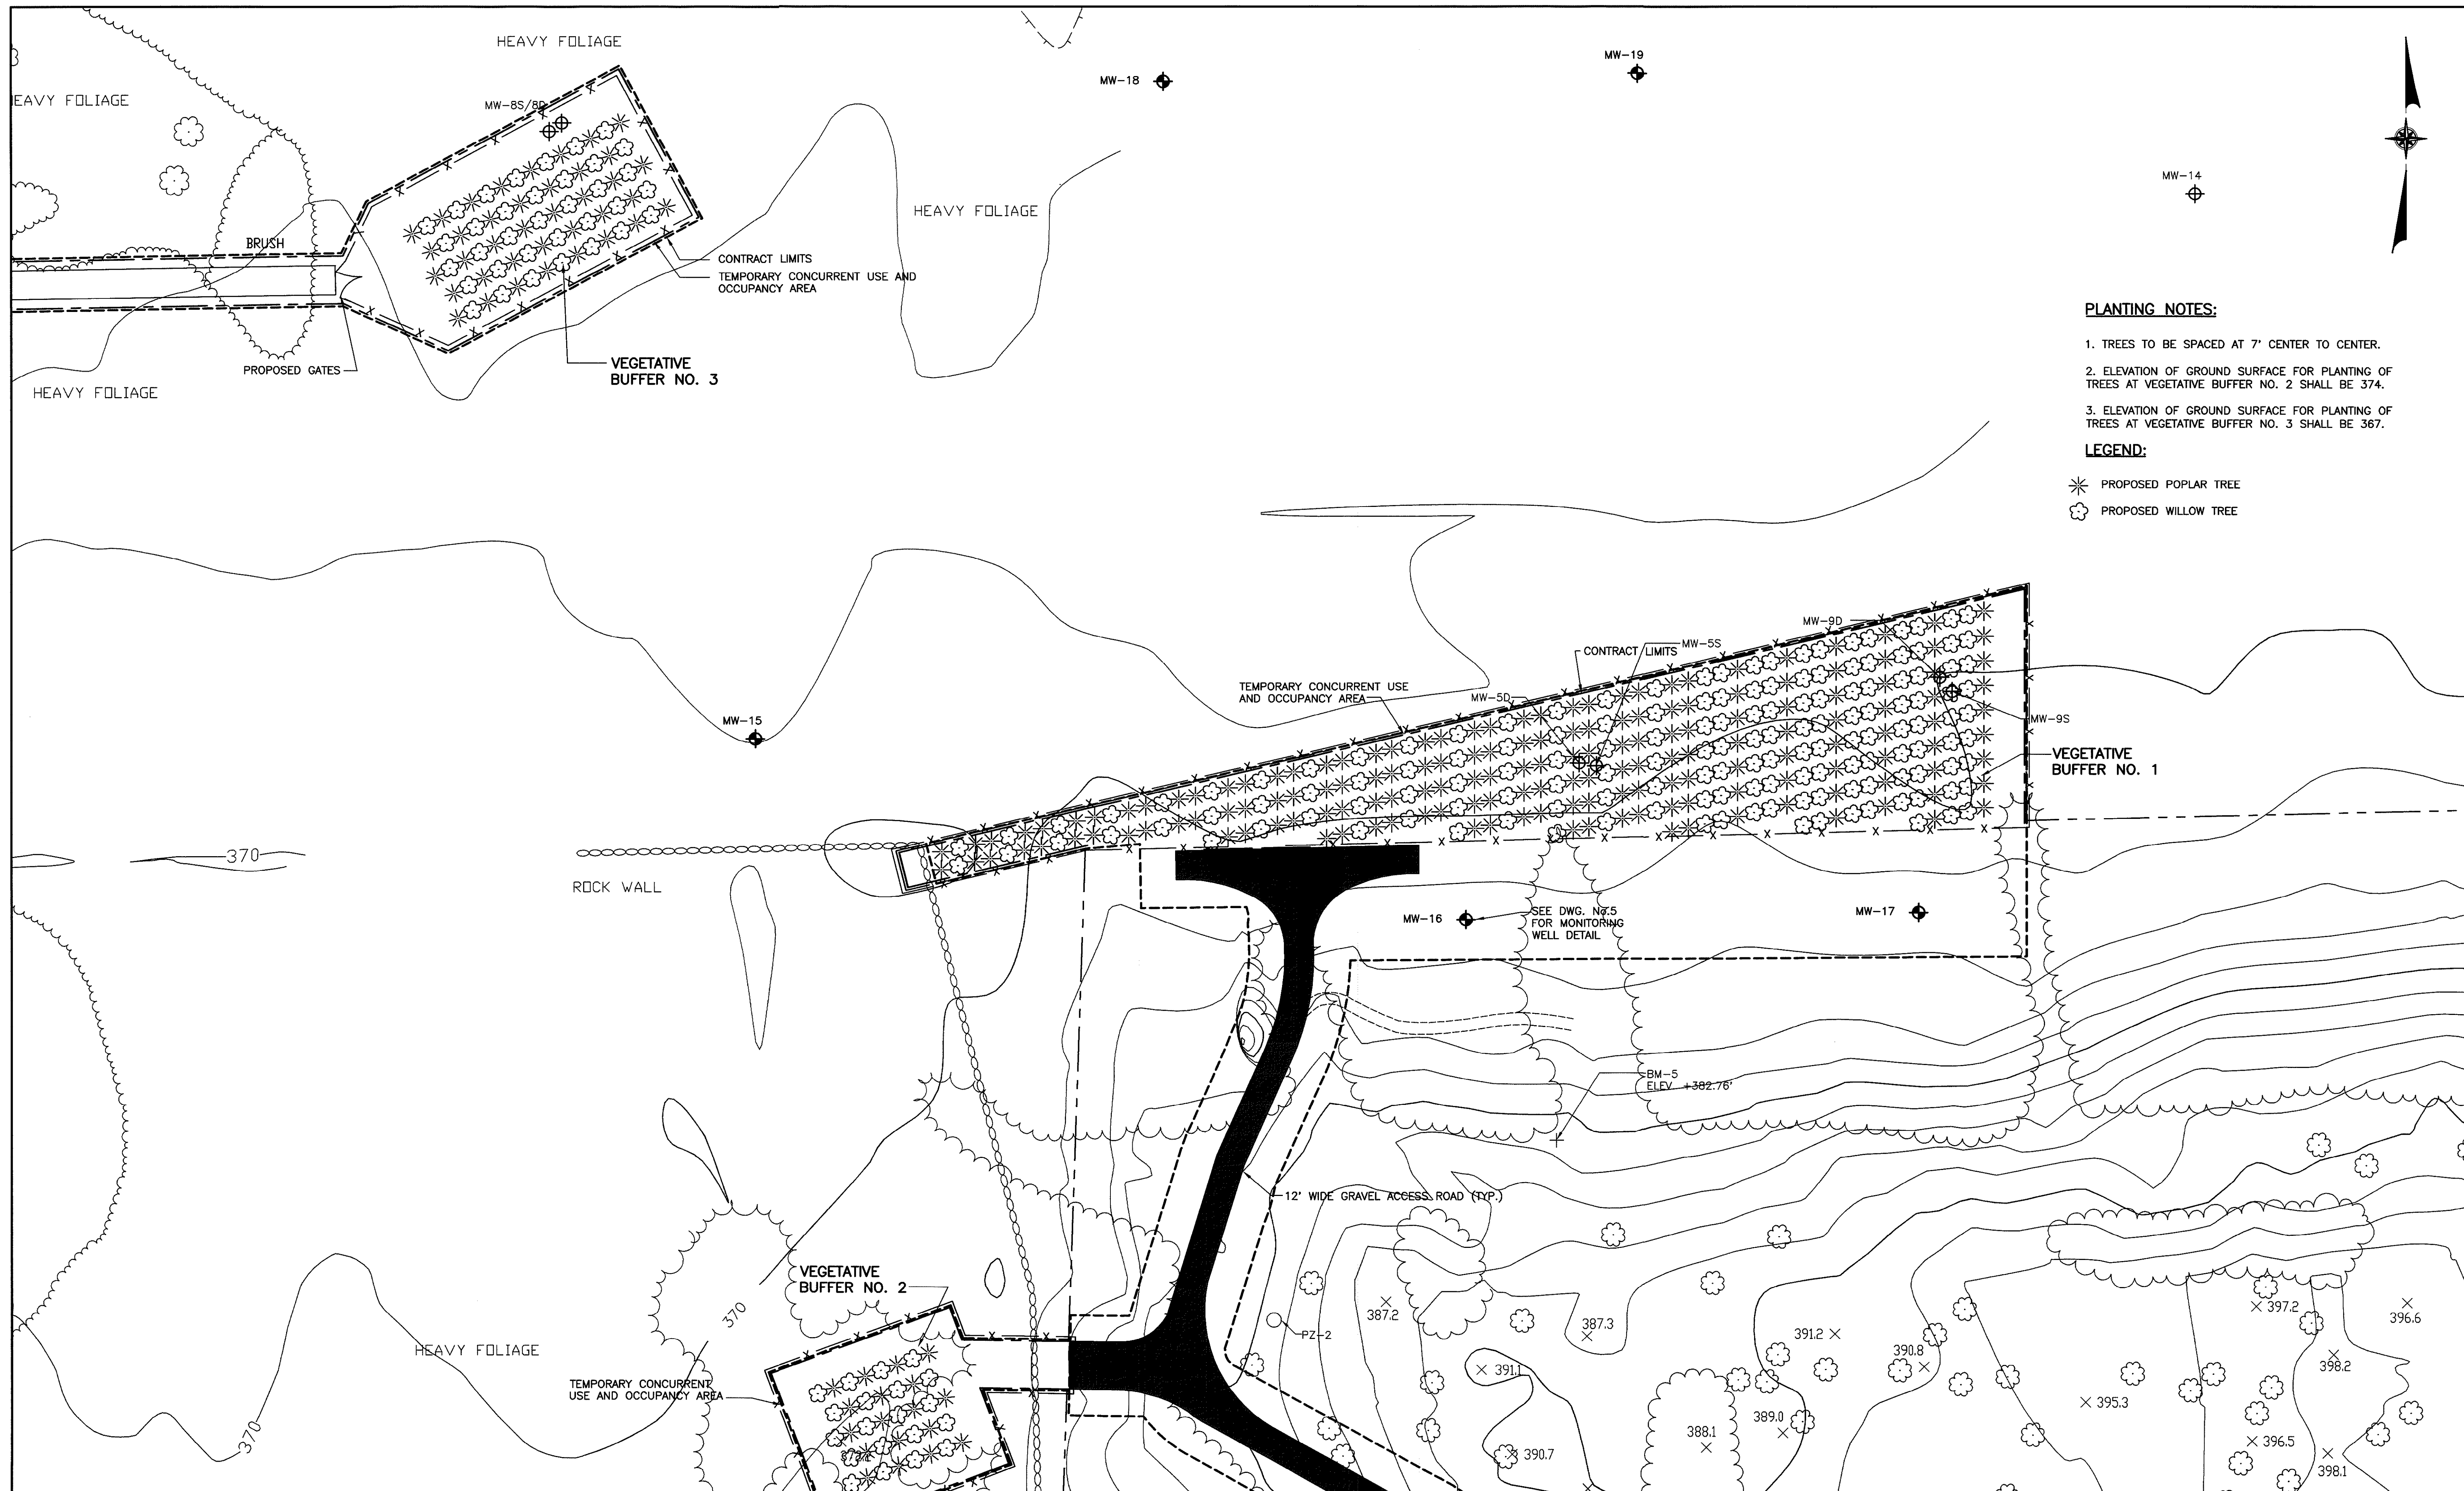 HEAVY FOLIAGE
MW-19
MW-18
EAVY FOLIAGE
MW-8S/8D
MW-14
HEAVY FOLIAGE
BRUSH
CONTRACT LIMITS
TEMPORARY CONCURRENT USE AND
OCCUPANCY AREA
PROPOSED GATES
VEGETATIVE
BUFFER NO. 3
HEAVY FOLIAGE
PLANTING NOTES:
1. TREES TO BE SPACED AT 7' CENTER TO CENTER.
2. ELEVATION OF GROUND SURFACE FOR PLANTING OF
TREES AT VEGETATIVE BUFFER NO. 2 SHALL BE 374.
3. ELEVATION OF GROUND SURFACE FOR PLANTING OF
TREES AT VEGETATIVE BUFFER NO. 3 SHALL BE 367.
LEGEND:
PROPOSED POPLAR TREE
PROPOSED WILLOW TREE
MW-9D
MW-5S
CONTRACT LIMITS
TEMPORARY CONCURRENT USE
AND OCCUPANCY AREA
MW-5D
MW-15
MW-9S
VEGETATIVE
BUFFER NO. 1
370
ROCK WALL
MW-16
SEE DWG. No.5
FOR MONITORING
WELL DETAIL
MW-17
BM-5
ELEV. +382.76'
12' WIDE GRAVEL ACCESS ROAD (TYP.)
VEGETATIVE
BUFFER NO. 2
370
387.2
PZ-2
387.3
391.2
390.8
397.2
396.6
HEAVY FOLIAGE
TEMPORARY CONCURRENT
USE AND OCCUPANCY AREA
391.1
398.2
395.3
389.0
388.1
370
390.7
396.5
398.1